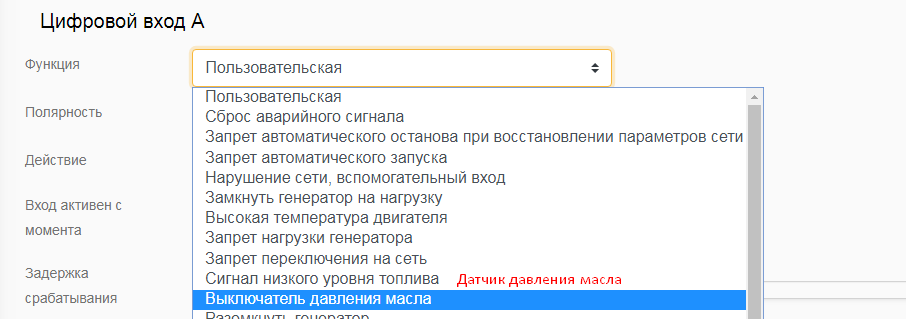 Цифровой вход А
Функция
Пользовательская
Пользовательская
Полярность
Сброс аварийного сигнала
Запрет автоматического останова при восстановлении параметров сети
Действие
Запрет автоматического запуска
Нарушение сети, вспомогательный вход
Вход активен с
момента
Замкнуть генератор на нагрузку
Высокая температура двигателя
Запрет нагрузки генератора
Запрет переключения на сеть
Задержка
срабатывания
Сигнал низкого уровня топлива Датчик давления масла
Выключатель давления масла
Разомкнуть генератор